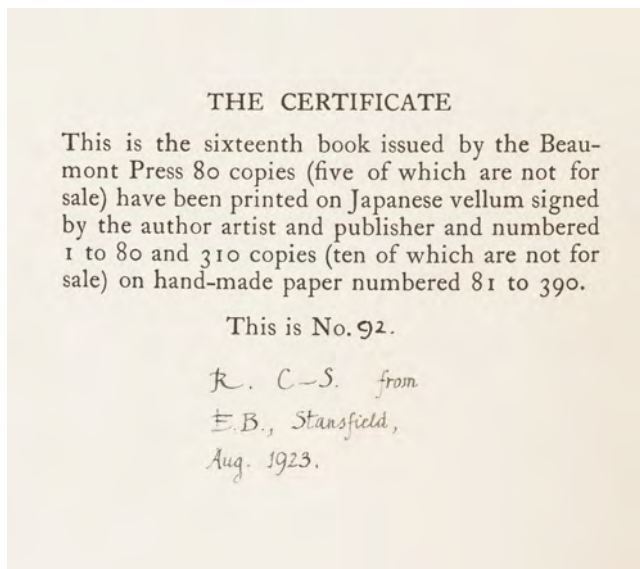 THE CERTIFICATE
This is the sixteenth book issued by the Beau-
mont Press 80 copies (five of which are not for
sale) have been printed on Japanese vellum signed
by the author artist and publisher and numbered
1 to 80 and 310 copies (ten of which are not for
sale) on hand-made paper numbered 81 to 390.
This is No. 92.
R. C-S. from
E.B., Stansfield,
Aug. 1923.